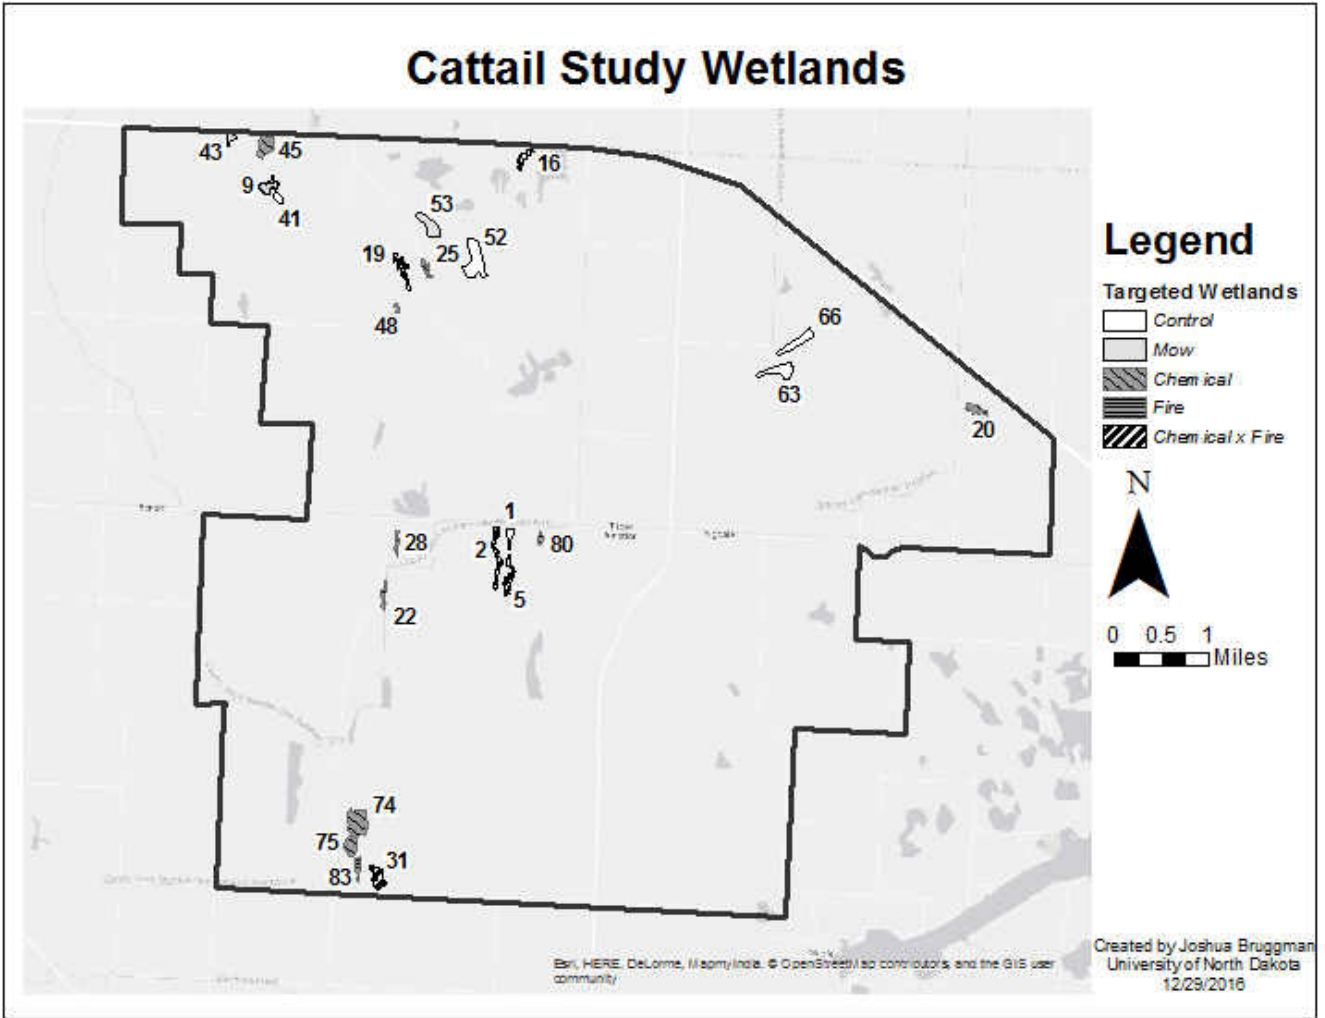 Cattail Study Wetlands
43
45
16
9
41
53
52
19
25
48
66
63
20
1
2
28
80
5
22
74
75
31
83
Legend
Targeted Wetlands
Control
Mow
Chemical
Fire
Chemical x Fire
N
0 0.5 1
Miles
Esri, HERE, DeLorme, MapmyIndia, © OpenStreetMap contributors, and the GIS user
community
Created by Joshua Bruggman
University of North Dakota
12/29/2016